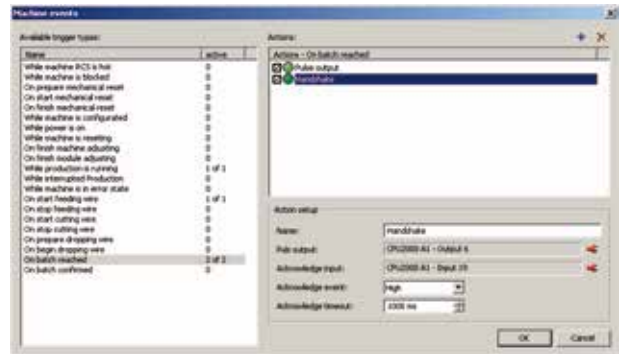 Machine events
Available trigger types:
Name active
While machine RCS is hot 0
While machine is blocked 0
On prepare mechanical reset 0
On start mechanical reset 0
On finish mechanical reset 0
While machine is configurated 0
While power is on 0
While machine is resetting 0
On finish machine adjusting 0
On finish module adjusting 0
While production is running 1 of 1
While interrupted Production 0
While machine is in error state 0
On start feeding wire 1 of 1
On stop feeding wire 0
On start cutting wire 0
On stop cutting wire 0
On prepare dropping wire 0
On begin dropping wire 0
On batch reached 2 of 2
On batch confirmed 0
Actions:
Actions - On batch reached
Pulse output
Handshake
Action setup
Name: Handshake
Pulse output: CPU2000 A1 - Output 6
Acknowledge input: CPU2000 A1 - Input 19
Acknowledge event: High
Acknowledge timeout: 1000 ms
OK Cancel